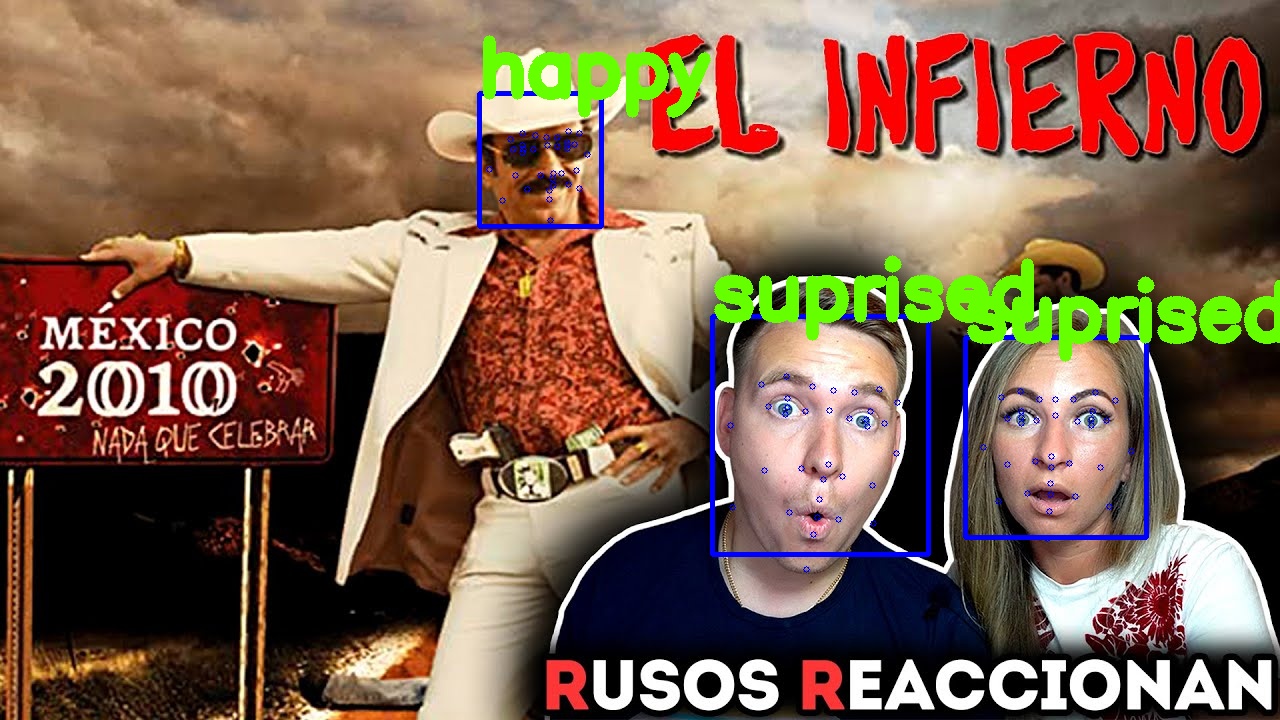 happy
EL INFIERNO
suprised
suprised
MÉXICO
2010
NADA QUE CELEBRAR
RUSOS REACCIONAN